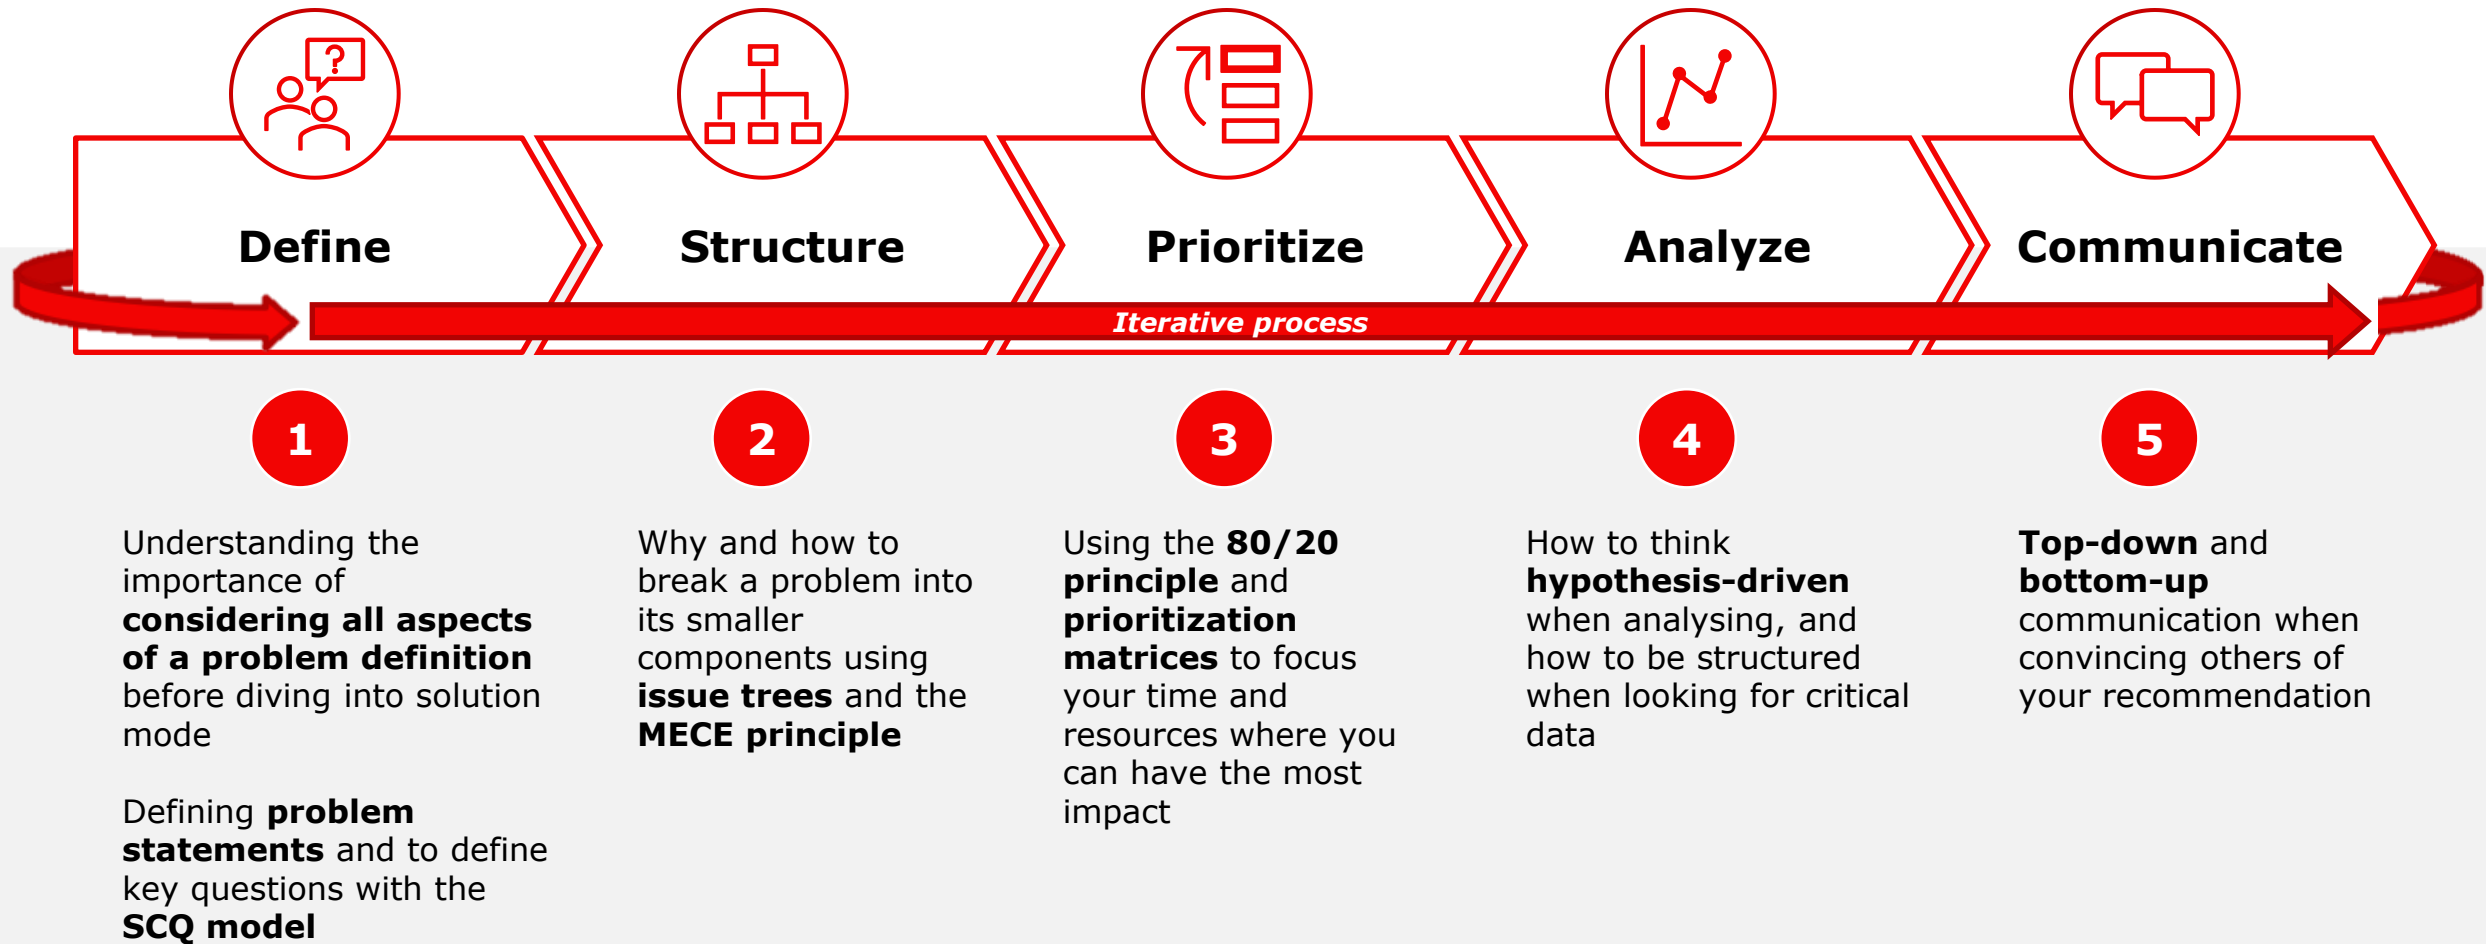 ?
Define
Structure
Prioritize
Analyze
Communicate
Iterative process
1
2
3
4
5
Understanding the
importance of
considering all aspects
of a problem definition
before diving into solution
mode
Defining problem
statements and to define
key questions with the
SCQ model
Why and how to
break a problem into
its smaller
components using
issue trees and the
MECE principle
Using the 80/20
principle and
prioritization
matrices to focus
your time and
resources where you
can have the most
impact
How to think
hypothesis-driven
when analysing, and
how to be structured
when looking for critical
data
Top-down and
bottom-up
communication when
convincing others of
your recommendation